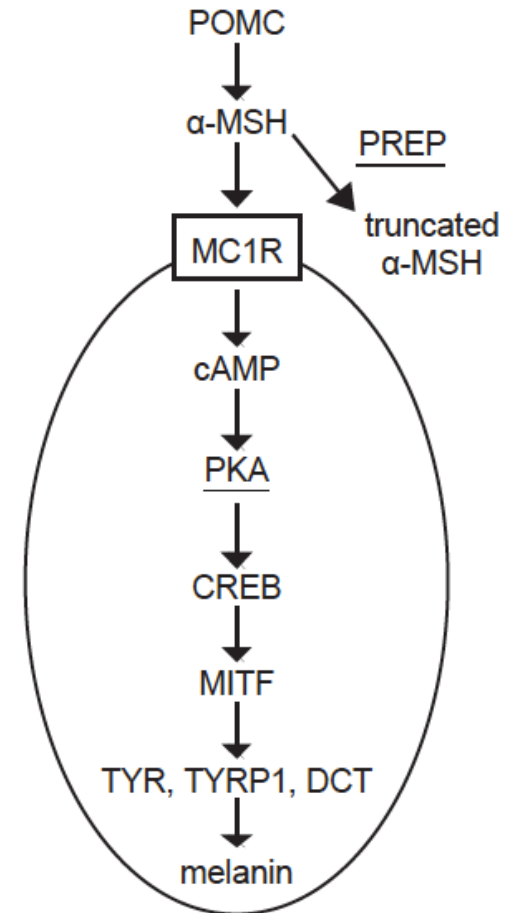 POMC
α-MSH
PREP
truncated
α-MSH
MC1R
cAMP
PKA
CREB
MITF
TYR, TYRP1, DCT
melanin